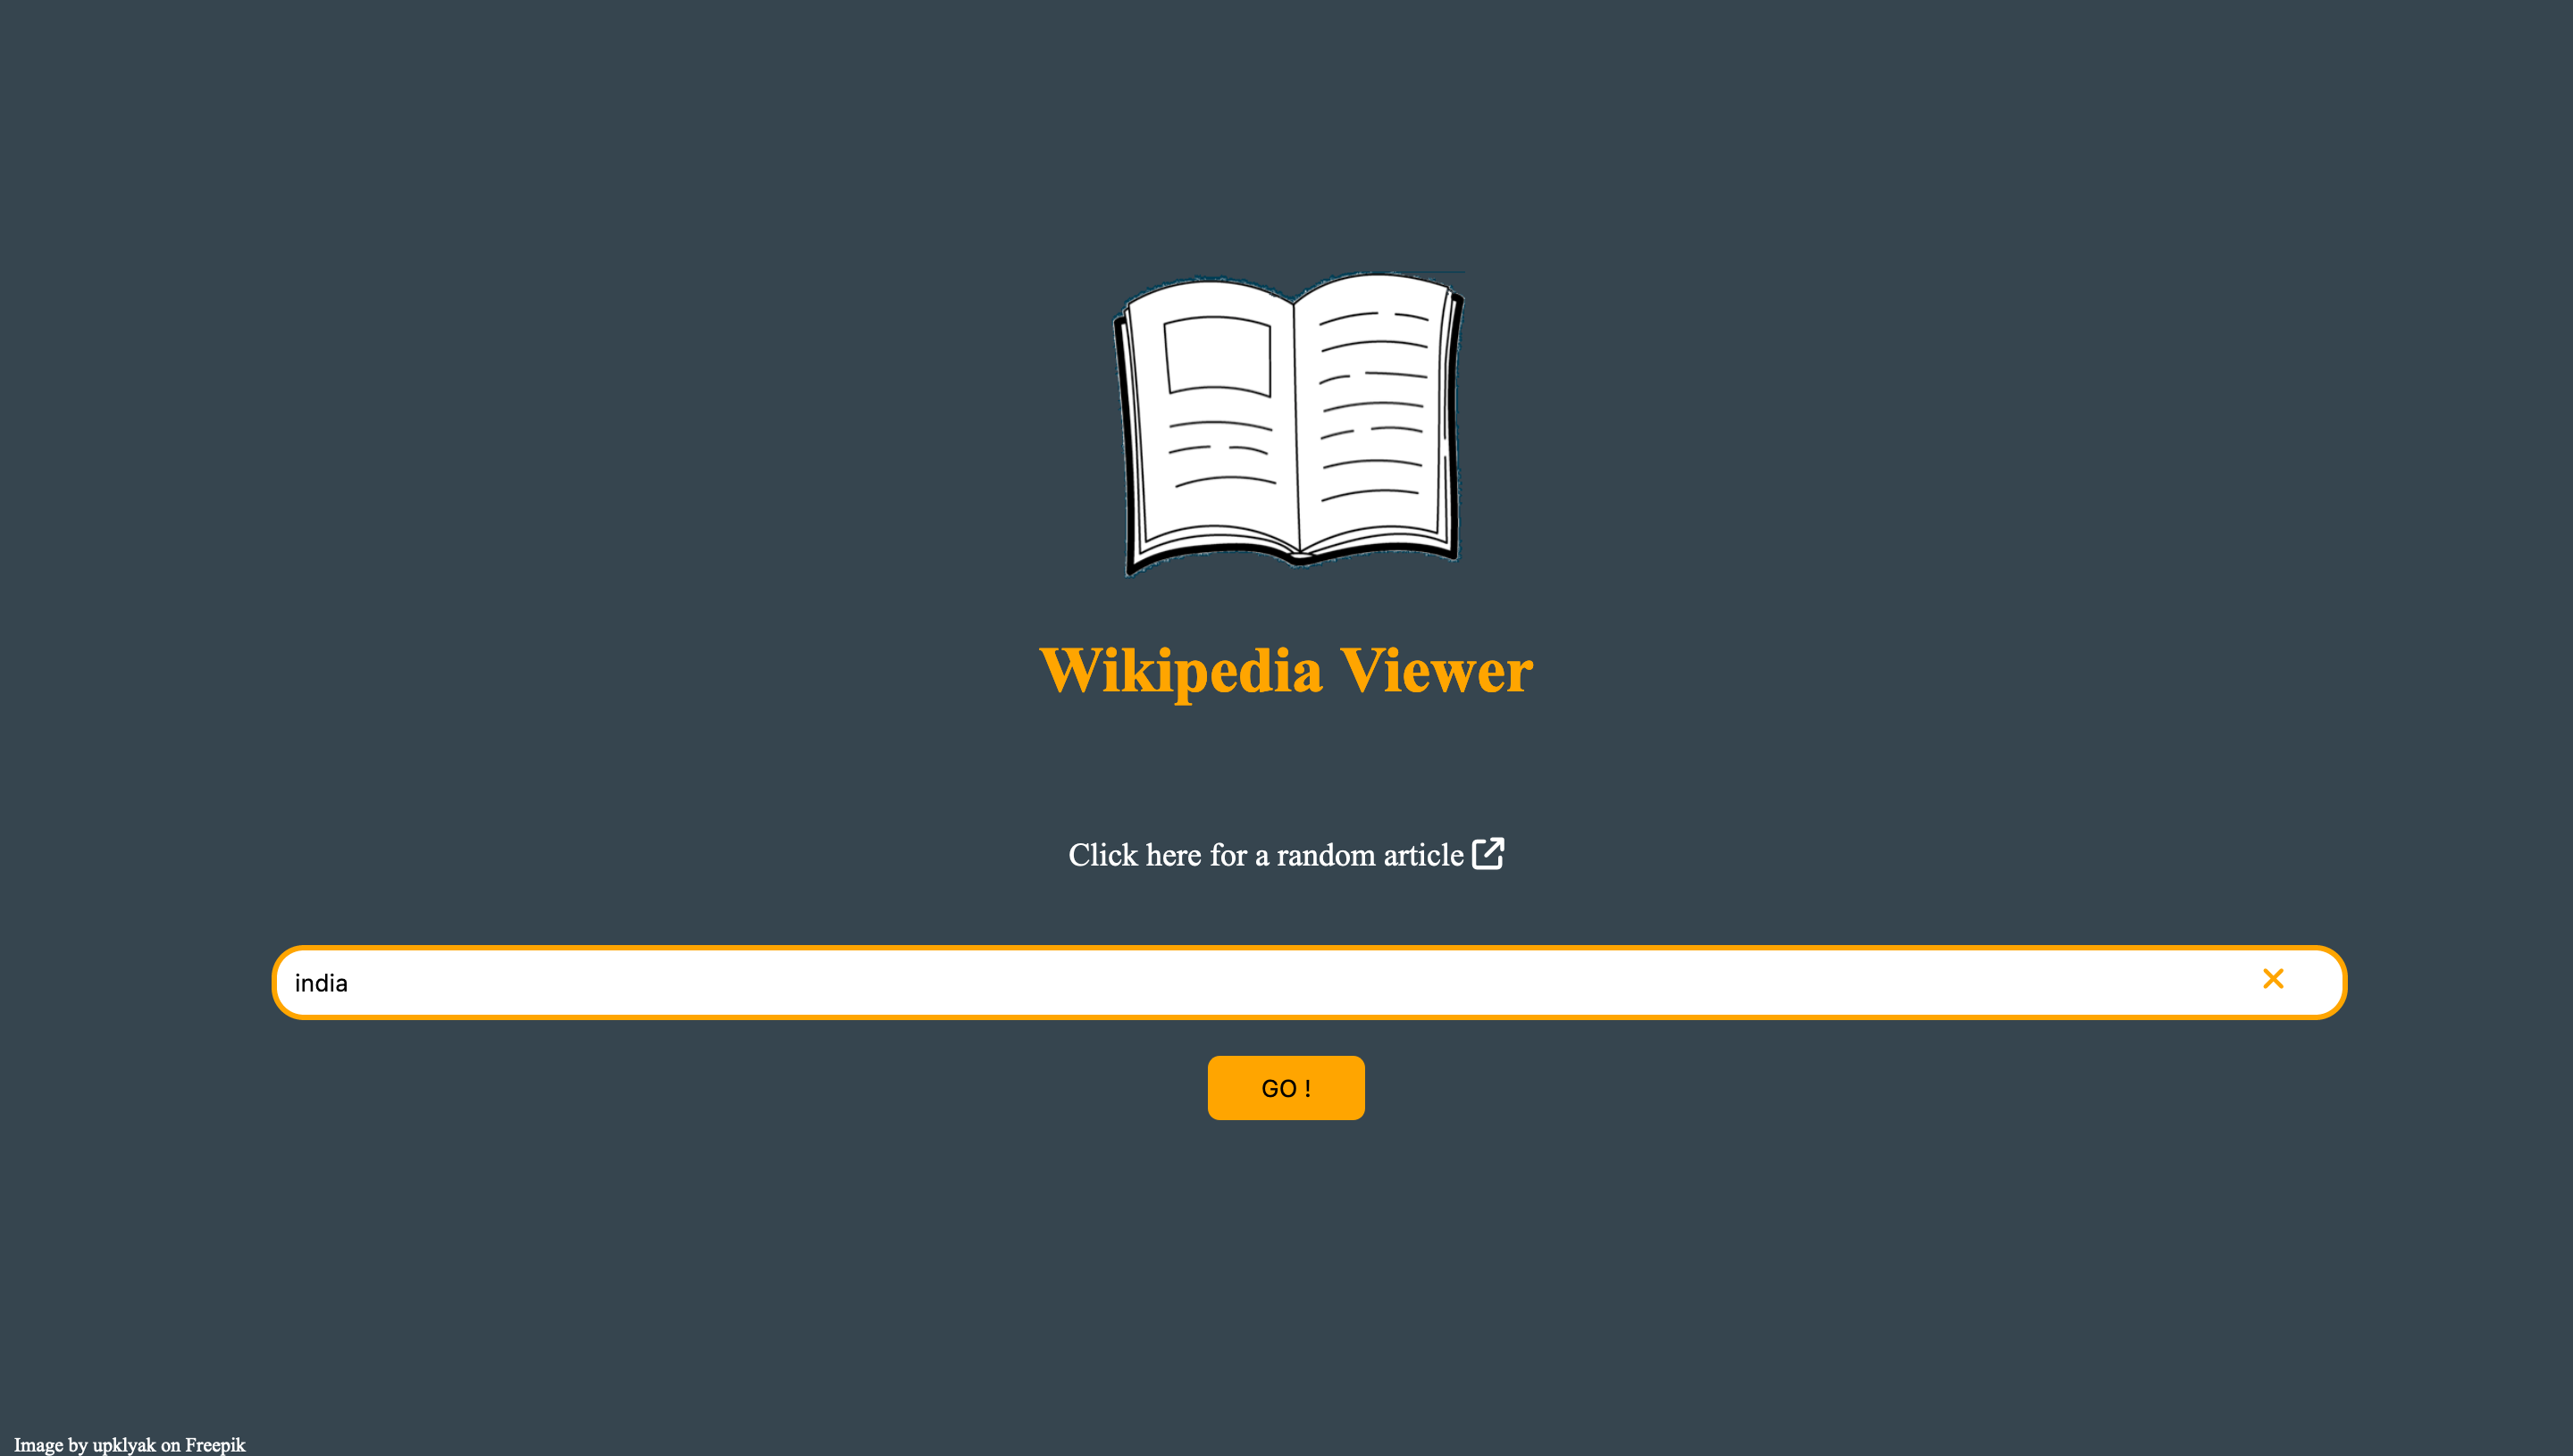 Wikipedia Viewer
Click here for a random article
india
GO !
Image by upklyak on Freepik